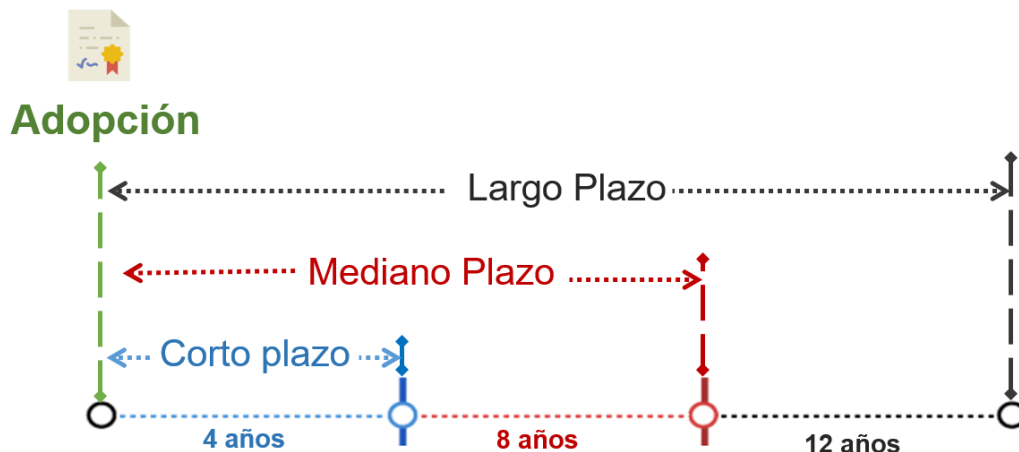 Adopción
Largo Plazo
Mediano Plazo
Corto plazo
4 años
8 años
12 años